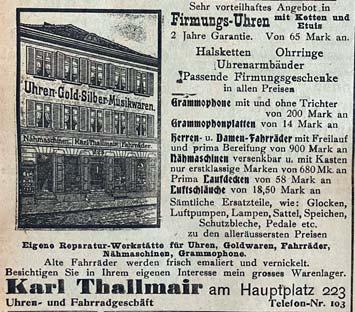 Sehr vorteilhaftes Angebot in
Firmungs-Uhren mit Ketten und Etuis
2 Jahre Garantie. Von 65 Mark an.
Halsketten Ohrringe
Uhrenarmbänder
Passende Firmungsgeschenke
in allen Preisen
Grammophone mit und ohne Trichter
von 200 Mark an
Grammophonplatten von 14 Mark an
Herren- u. Damen-Fahrräder mit Freilauf
und prima Bereifung von 900 Mark an
Nähmaschinen versenkbar u. mit Kasten
nur erstklassige Marken von 680 Mk. an
Prima Laufdecken von 58 Mark an
Luftschläuche von 18,50 Mark an
Sämtliche Ersatzteile, wie: Glocken,
Luftpumpen, Lampen, Sattel, Speichen,
Schutzbleche, Pedale etc.
zu den alleräussersten Preisen
Uhren-Gold-Silber-Musikwaren.
Nähmaschinen. Karl Thallmair. Fahrräder.
Eigene Reparatur-Werkstätte für Uhren, Goldwaren, Fahrräder,
Nähmaschinen, Grammophone.
Alte Fahrräder werden frisch emaliert und vernickelt.
Besichtigen Sie in Ihrem eigenen Interesse mein grosses Warenlager.
Karl Thallmair am Hauptplatz 223
Uhren- und Fahrradgeschäft Telefon-Nr. 103